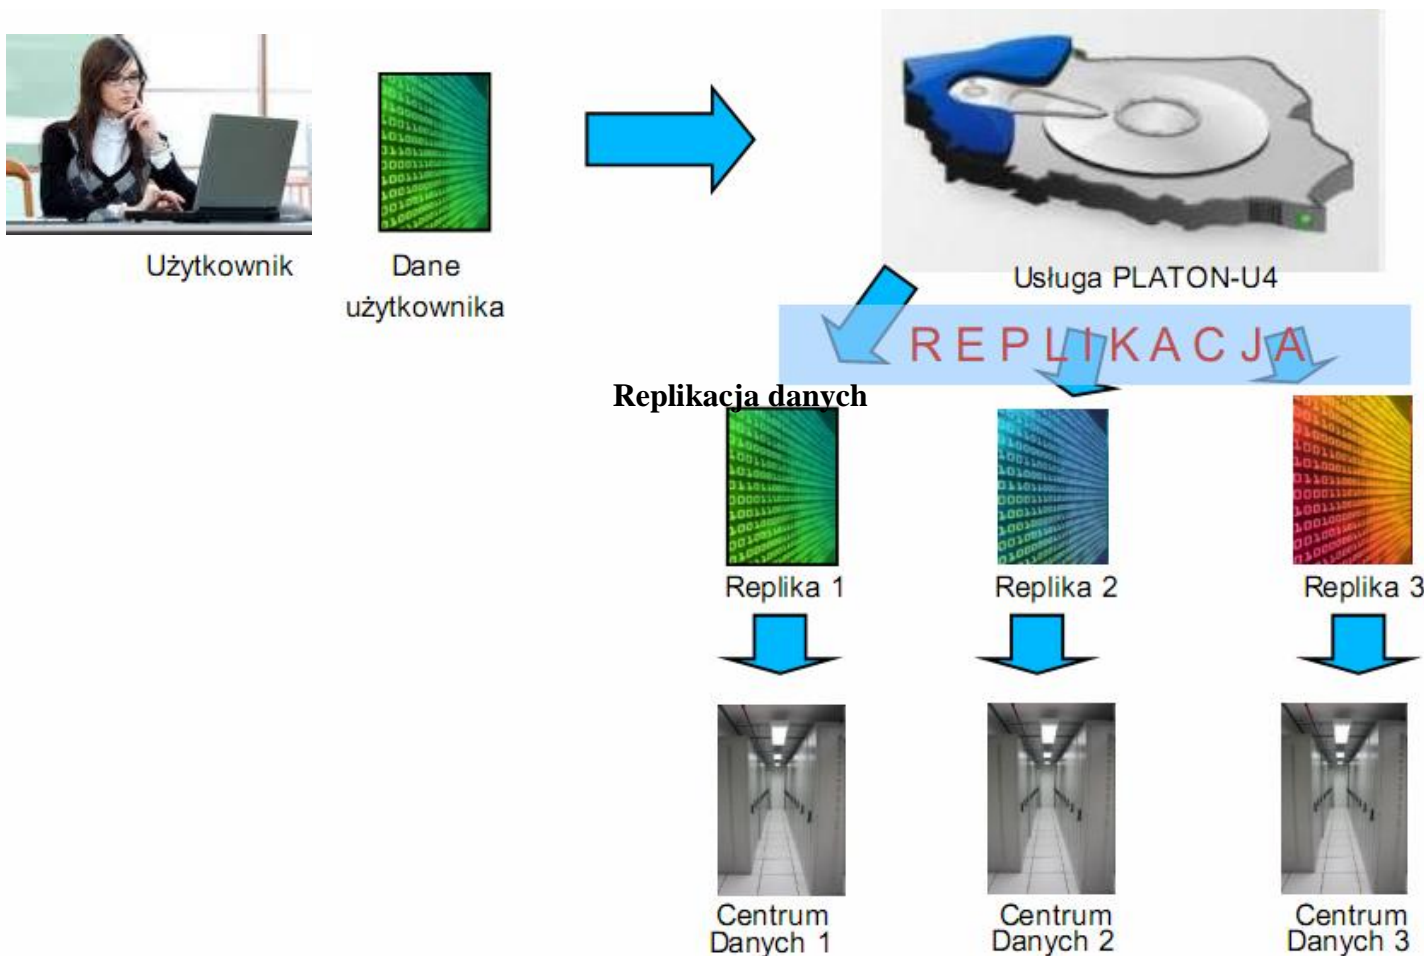 Użytkownik
Dane
użytkownika
Usługa PLATON-U4
REPLIKACJA
Replikacja danych
Replika 1
Replika 2
Replika 3
Centrum
Danych 1
Centrum
Danych 2
Centrum
Danych 3